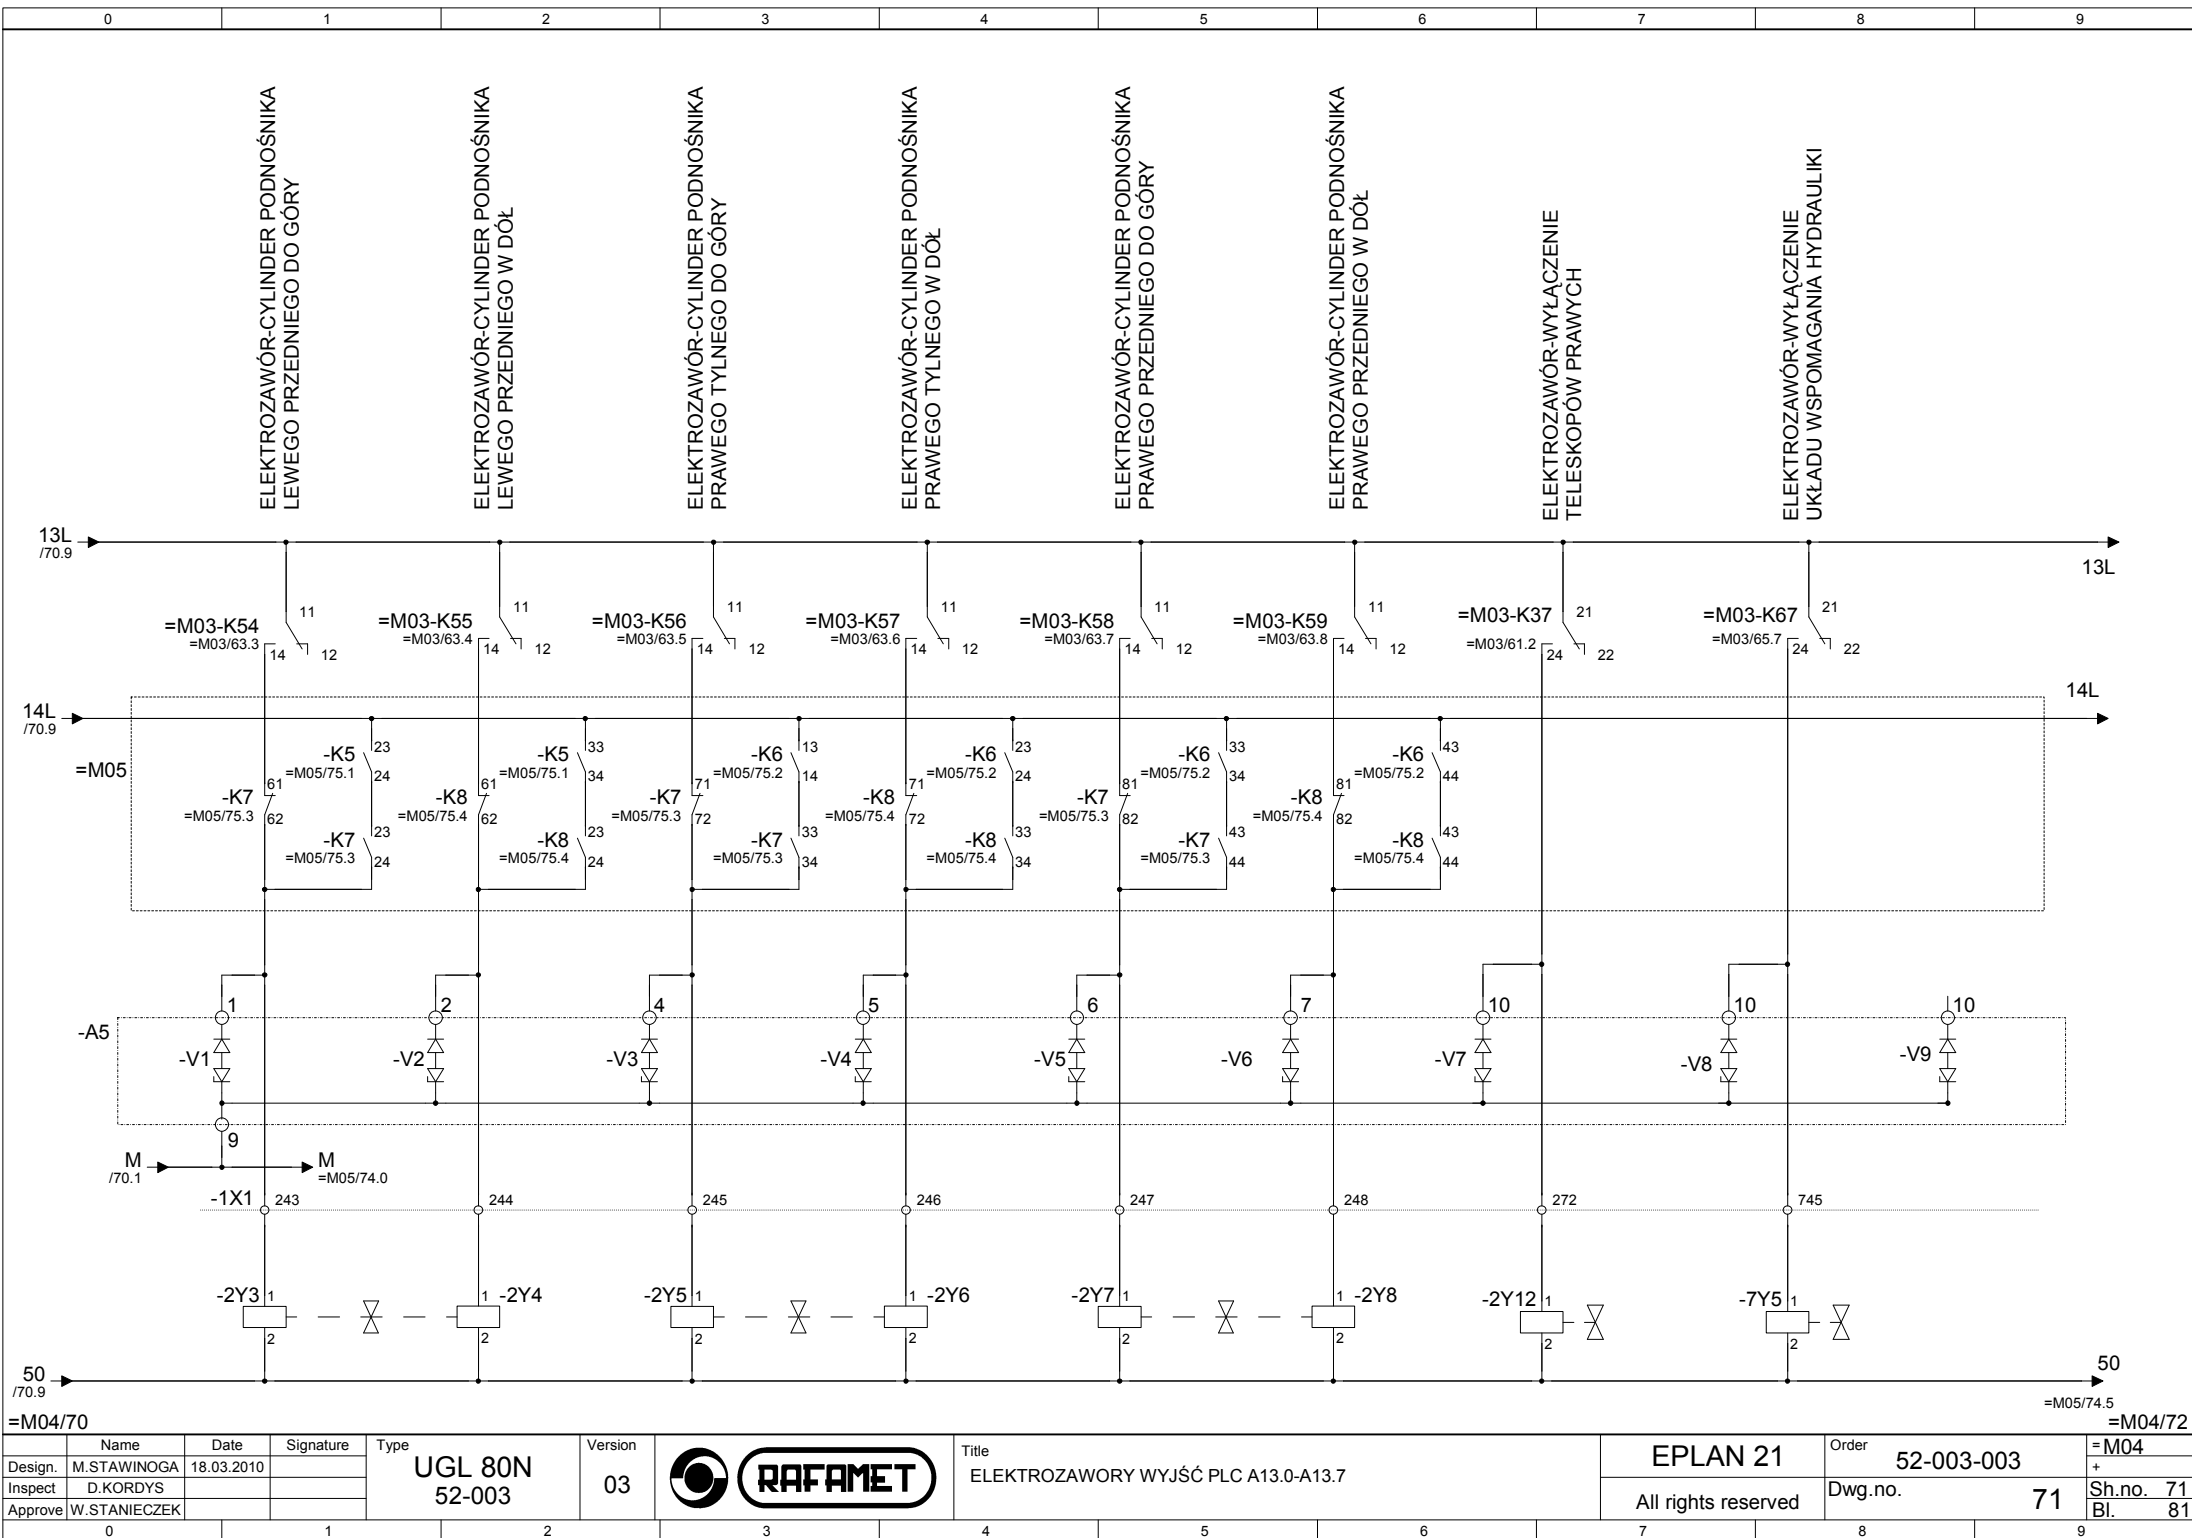 0 1 2 3 4 5 6 7 8 9
ELEKTROZAWÓR-CYLINDER PODNOŚNIKA
LEWEGO PRZEDNIEGO DO GÓRY
ELEKTROZAWÓR-CYLINDER PODNOŚNIKA
LEWEGO PRZEDNIEGO W DÓŁ
ELEKTROZAWÓR-CYLINDER PODNOŚNIKA
PRAWEGO TYLNEGO DO GÓRY
ELEKTROZAWÓR-CYLINDER PODNOŚNIKA
PRAWEGO TYLNEGO W DÓŁ
ELEKTROZAWÓR-CYLINDER PODNOŚNIKA
PRAWEGO PRZEDNIEGO DO GÓRY
ELEKTROZAWÓR-CYLINDER PODNOŚNIKA
PRAWEGO PRZEDNIEGO W DÓŁ
ELEKTROZAWÓR-WYŁĄCZENIE
TELESKOPÓW PRAWYCH
ELEKTROZAWÓR-WYŁĄCZENIE
UKŁADU WSPOMAGANIA HYDRAULIKI
13L
/70.9
13L
11 11 11 11 11 11 21 21
=M03-K54 =M03-K55 =M03-K56 =M03-K57 =M03-K58 =M03-K59 =M03-K37 =M03-K67
=M03/63.3 =M03/63.4 =M03/63.5 =M03/63.6 =M03/63.7 =M03/63.8 =M03/61.2 =M03/65.7
14 12 14 12 14 12 14 12 14 12 14 12 24 22 24 22
14L
14L
/70.9
=M05
-K5 23 -K5 33 -K6 13 -K6 23 -K6 33 -K6 43
=M05/75.1 24 =M05/75.1 34 =M05/75.2 14 =M05/75.2 24 =M05/75.2 34 =M05/75.2 44
61 61 71 71 81 81
-K7 -K8 -K7 -K8 -K7 -K8
=M05/75.3 62 =M05/75.4 62 =M05/75.3 72 =M05/75.4 72 =M05/75.3 82 =M05/75.4 82
-K7 23 -K8 23 -K7 33 -K8 33 -K7 43 -K8 43
=M05/75.3 24 =M05/75.4 24 =M05/75.3 34 =M05/75.4 34 =M05/75.3 44 =M05/75.4 44
1 2 4 5 6 7 10 10 10
-A5
-V1 -V2 -V3 -V4 -V5 -V6 -V7 -V8 -V9
9
M M
/70.1 =M05/74.0
-1X1 243 244 245 246 247 248 272 745
-2Y3 1 1 -2Y4 -2Y5 1 1 -2Y6 -2Y7 1 1 -2Y8 -2Y12 1 -7Y5 1
2 2 2 2 2 2 2 2
50 50
/70.9 =M05/74.5
=M04/70 =M04/72
Name Date Signature
Design. M.STAWINOGA 18.03.2010
Inspect D.KORDYS
Approve W.STANIECZEK
Type
UGL 80N
52-003
Version
03
RAFAMET
Title
ELEKTROZAWORY WYJŚĆ PLC A13.0-A13.7
EPLAN 21
All rights reserved
Order
52-003-003
Dwg.no. 71
= M04
+
Sh.no. 71
Bl. 81
0 1 2 3 4 5 6 7 8 9